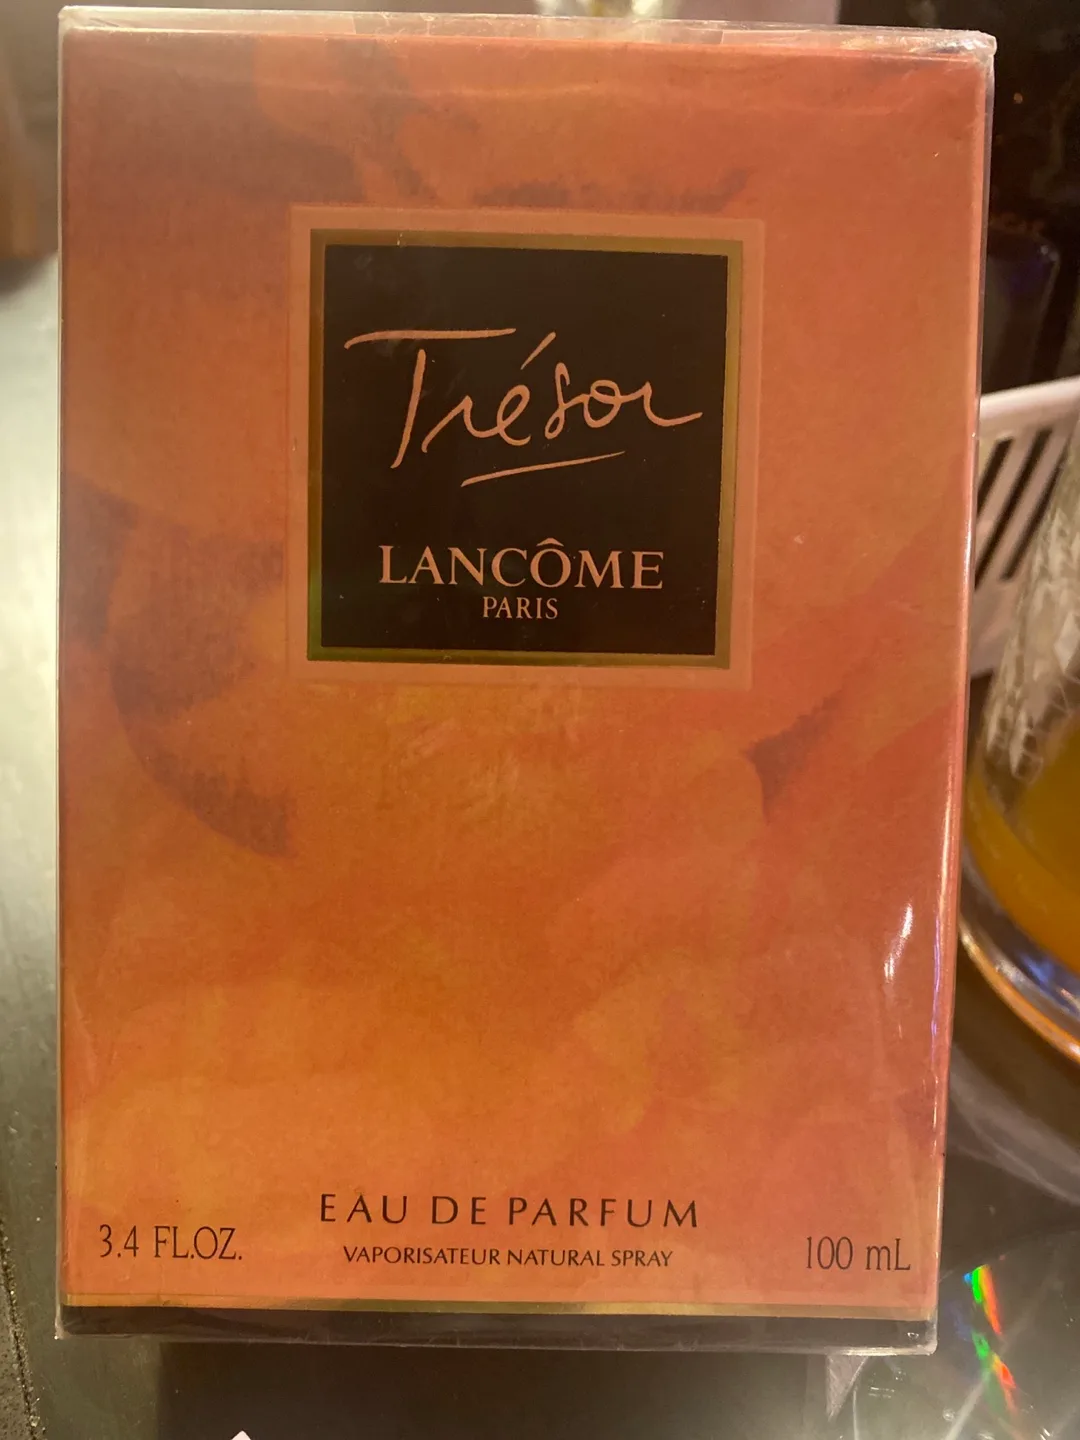 Trésor
LANCÔME
PARIS
EAU DE PARFUM
3.4 FL.OZ.
VAPORISATEUR NATURAL SPRAY
100 mL